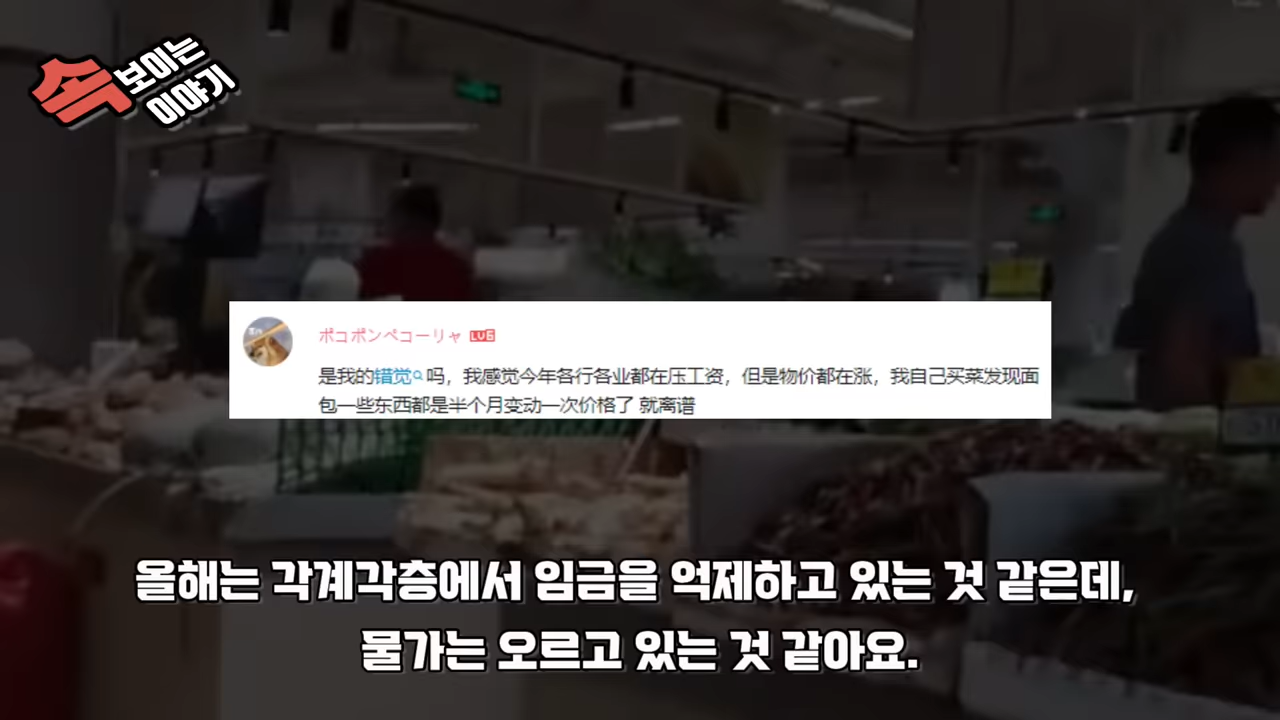 속보이는
이야기
ポコポンペコーリャ LV6
是我的错觉吗，我感觉今年各行各业都在压工资，但是物价都在涨，我自己买菜发现面
包一些东西都是半个月变动一次价格了 就离谱
올해는 각계각층에서 임금을 억제하고 있는 것 같은데,
물가는 오르고 있는 것 같아요.